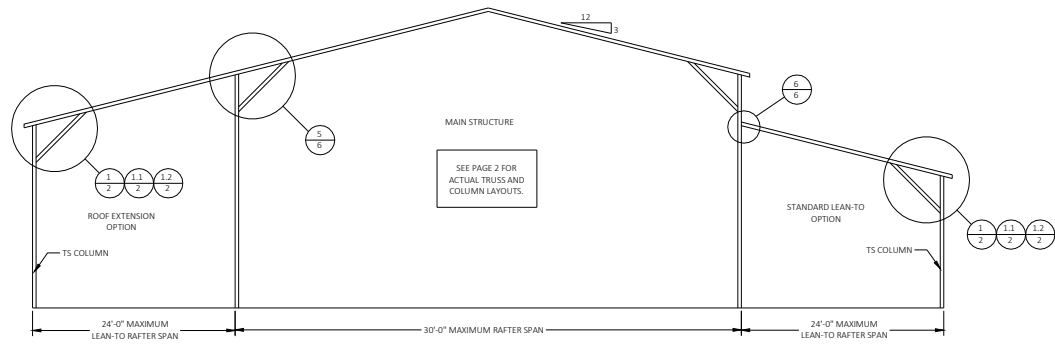 12
3
6
6
MAIN STRUCTURE
5
6
SEE PAGE 2 FOR
ACTUAL TRUSS AND
COLUMN LAYOUTS.
1 1.1 1.2
2 2 2
ROOF EXTENSION
OPTION
STANDARD LEAN-TO
OPTION
1 1.1 1.2
2 2 2
TS COLUMN
TS COLUMN
24'-0" MAXIMUM
LEAN-TO RAFTER SPAN
30'-0" MAXIMUM RAFTER SPAN
24'-0" MAXIMUM
LEAN-TO RAFTER SPAN